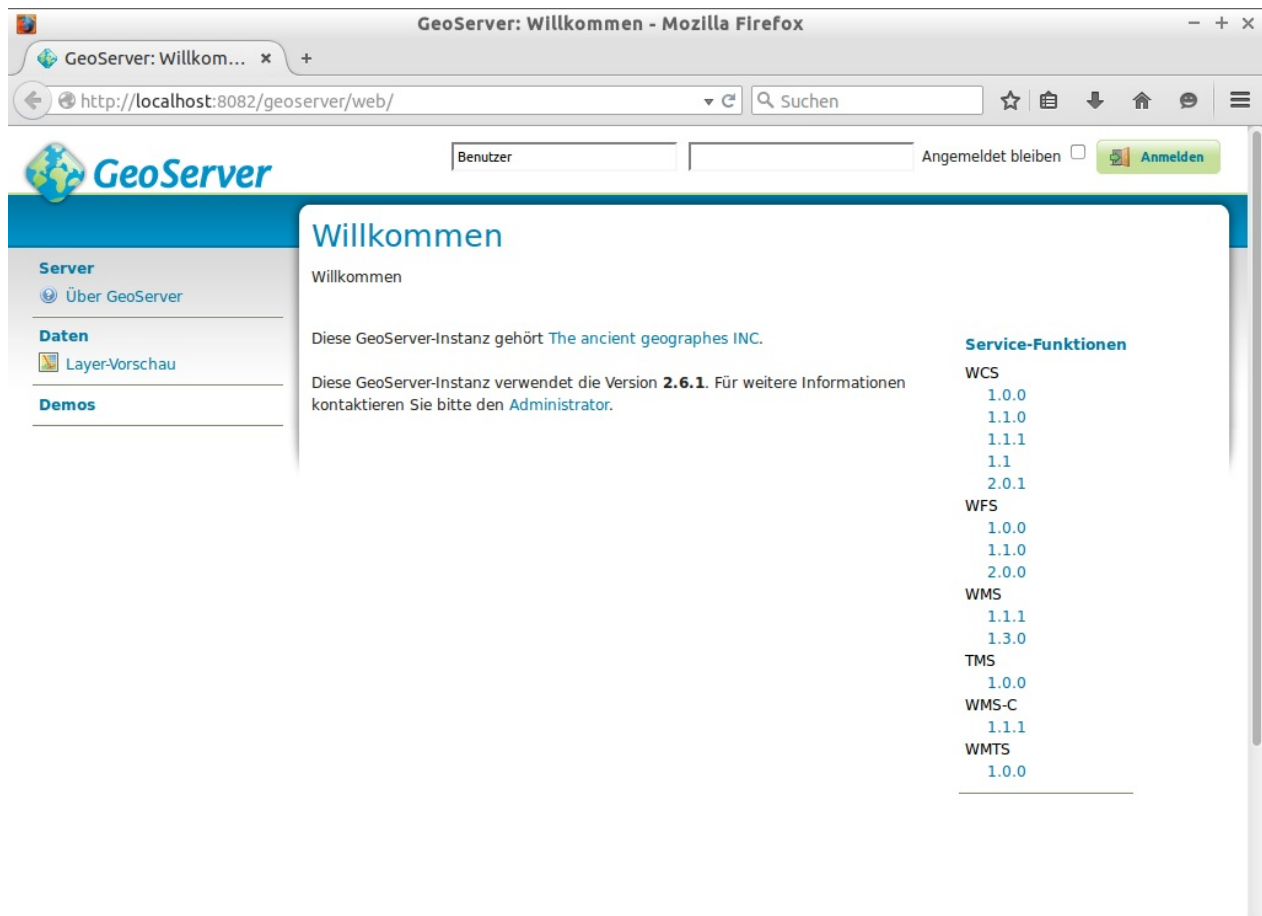 GeoServer: Willkommen - Mozilla Firefox
GeoServer: Willkom...
http://localhost:8082/geoserver/web/
Suchen
GeoServer
Benutzer
Angemeldet bleiben
Anmelden
Server
Über GeoServer
Daten
Layer-Vorschau
Demos
Willkommen
Willkommen
Diese GeoServer-Instanz gehört The ancient geographes INC.
Diese GeoServer-Instanz verwendet die Version 2.6.1. Für weitere Informationen
kontaktieren Sie bitte den Administrator.
Service-Funktionen
WCS
1.0.0
1.1.0
1.1.1
1.1
2.0.1
WFS
1.0.0
1.1.0
2.0.0
WMS
1.1.1
1.3.0
TMS
1.0.0
WMS-C
1.1.1
WMTS
1.0.0